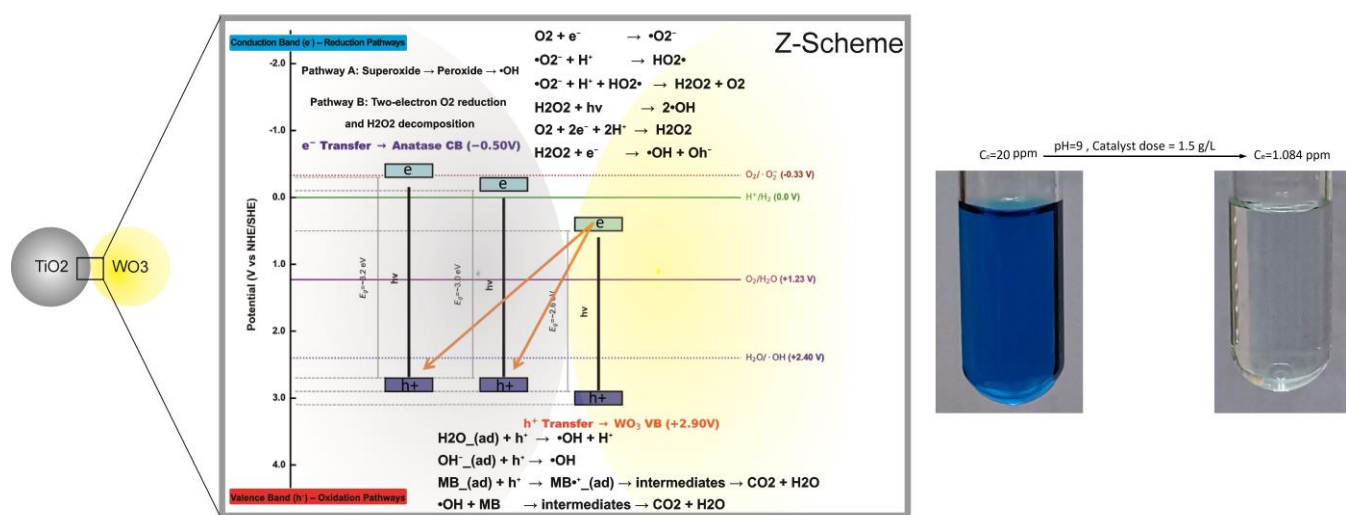 Z-Scheme
Conduction Band (e⁻) – Reduction Pathways
O2 + e⁻ → •O2⁻
•O2⁻ + H⁺ → HO2•
•O2⁻ + H⁺ + HO2• → H2O2 + O2
H2O2 + hv → 2•OH
O2 + 2e⁻ + 2H⁺ → H2O2
H2O2 + e⁻ → •OH + Oh⁻
Pathway A: Superoxide → Peroxide → •OH
Pathway B: Two-electron O2 reduction
and H2O2 decomposition
e⁻ Transfer → Anatase CB (−0.50V)
Potential (V vs NHE/SHE)
-2.0
-1.0
0.0
1.0
2.0
3.0
4.0
e
e
e
O₂/·O₂⁻ (-0.33 V)
H⁺/H₂ (0.0 V)
O₂/H₂O (+1.23 V)
H₂O/·OH (+2.40 V)
Eg=~3.2 eV
hv
Eg=~3.0 eV
hv
Eg=~2.6 eV
hv
h+
h+
h+
h⁺ Transfer → WO₃ VB (+2.90V)
H2O_(ad) + h⁺ → •OH + H⁺
OH⁻_(ad) + h⁺ → •OH
MB_(ad) + h⁺ → MB•⁺_(ad) → intermediates → CO2 + H2O
•OH + MB → intermediates → CO2 + H2O
Valence Band (h⁺) – Oxidation Pathways
TiO2
WO3
C₀=20 ppm
pH=9 , Catalyst dose = 1.5 g/L
Cₑ=1.084 ppm